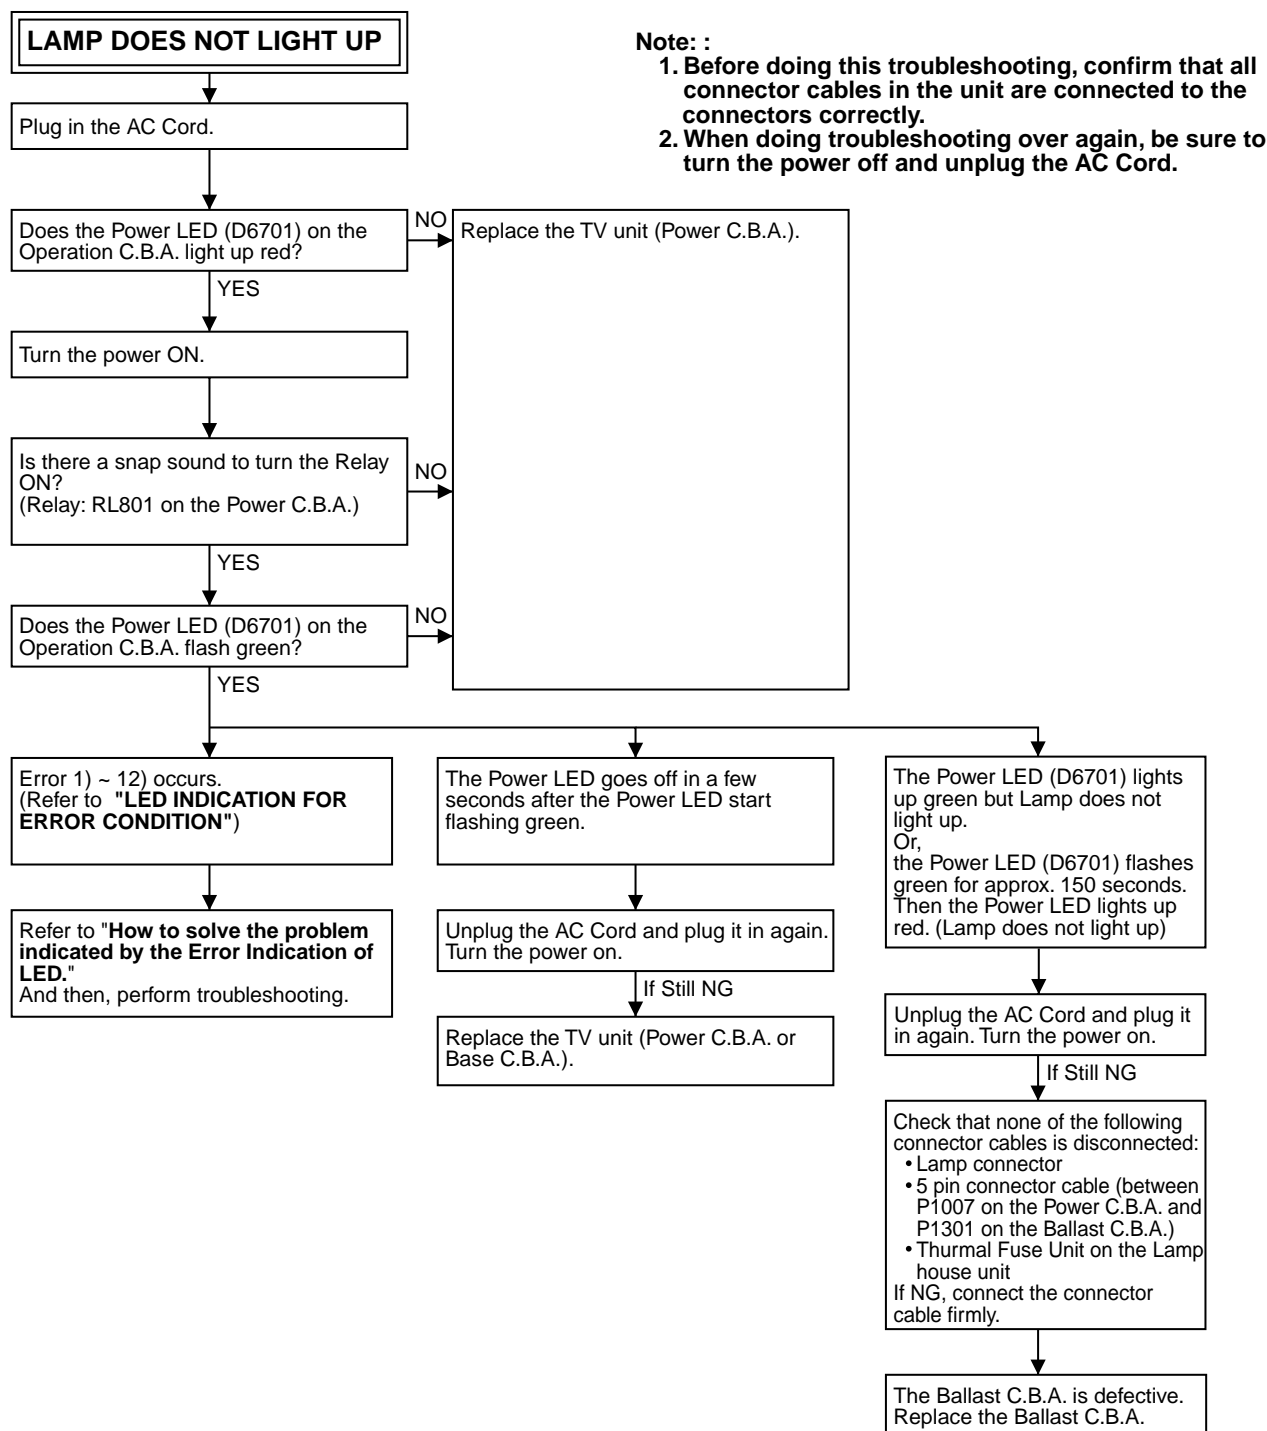 LAMP DOES NOT LIGHT UP
Note: :
1. Before doing this troubleshooting, confirm that all
connector cables in the unit are connected to the
connectors correctly.
2. When doing troubleshooting over again, be sure to
turn the power off and unplug the AC Cord.
Plug in the AC Cord.
Does the Power LED (D6701) on the
Operation C.B.A. light up red?
NO
Replace the TV unit (Power C.B.A.).
YES
Turn the power ON.
Is there a snap sound to turn the Relay
ON?
(Relay: RL801 on the Power C.B.A.)
NO
YES
Does the Power LED (D6701) on the
Operation C.B.A. flash green?
NO
YES
Error 1) ~ 12) occurs.
(Refer to "LED INDICATION FOR
ERROR CONDITION")
Refer to "How to solve the problem
indicated by the Error Indication of
LED."
And then, perform troubleshooting.
The Power LED goes off in a few
seconds after the Power LED start
flashing green.
Unplug the AC Cord and plug it in again.
Turn the power on.
If Still NG
Replace the TV unit (Power C.B.A. or
Base C.B.A.).
The Power LED (D6701) lights
up green but Lamp does not
light up.
Or,
the Power LED (D6701) flashes
green for approx. 150 seconds.
Then the Power LED lights up
red. (Lamp does not light up)
Unplug the AC Cord and plug it
in again. Turn the power on.
If Still NG
Check that none of the following
connector cables is disconnected:
• Lamp connector
• 5 pin connector cable (between
P1007 on the Power C.B.A. and
P1301 on the Ballast C.B.A.)
• Thurmal Fuse Unit on the Lamp
house unit
If NG, connect the connector
cable firmly.
The Ballast C.B.A. is defective.
Replace the Ballast C.B.A.